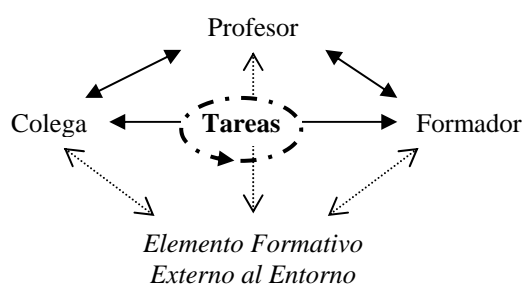 Profesor
Colega Tareas Formador
Elemento Formativo
Externo al Entorno